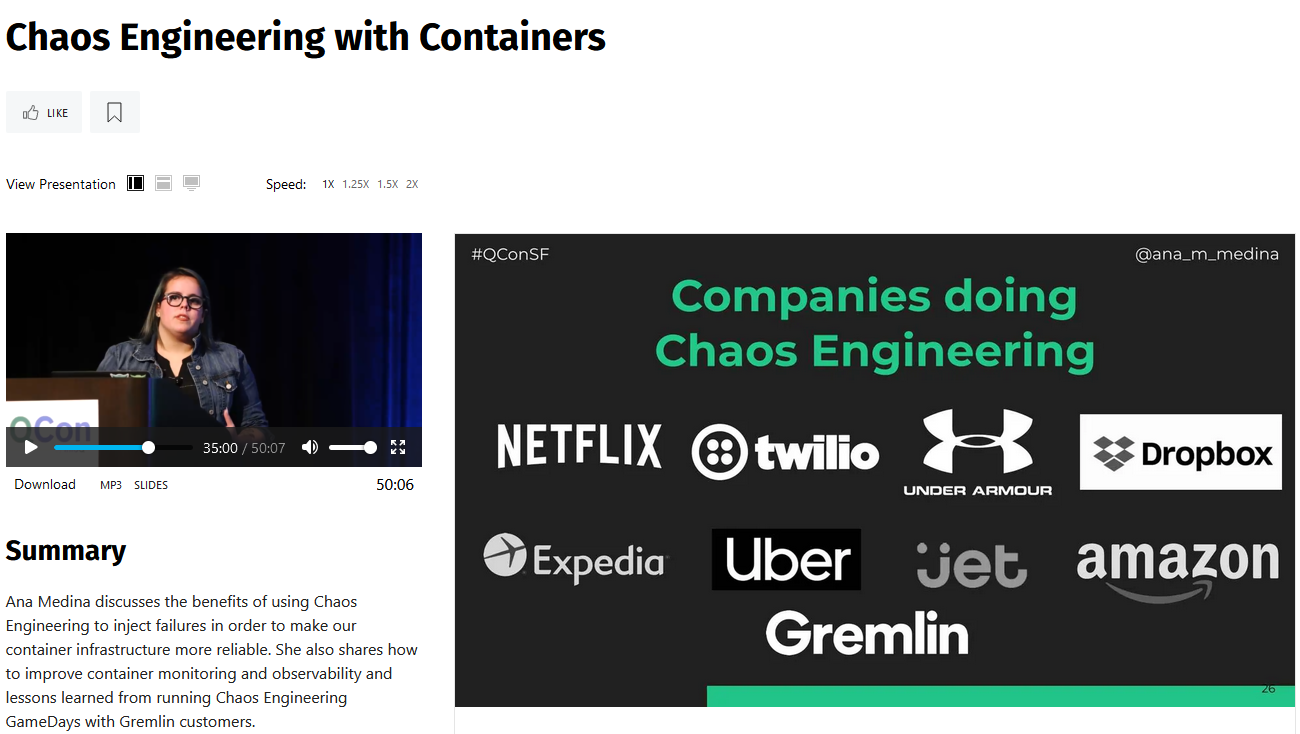 Chaos Engineering with Containers
LIKE
View Presentation
Speed: 1X 1.25X 1.5X 2X
QCon
35:00 / 50:07
Download MP3 SLIDES 50:06
Summary
Ana Medina discusses the benefits of using Chaos
Engineering to inject failures in order to make our
container infrastructure more reliable. She also shares how
to improve container monitoring and observability and
lessons learned from running Chaos Engineering
GameDays with Gremlin customers.
#QConSF @ana_m_medina
Companies doing
Chaos Engineering
NETFLIX twilio UNDER ARMOUR Dropbox
Expedia Uber jet amazon
Gremlin
26